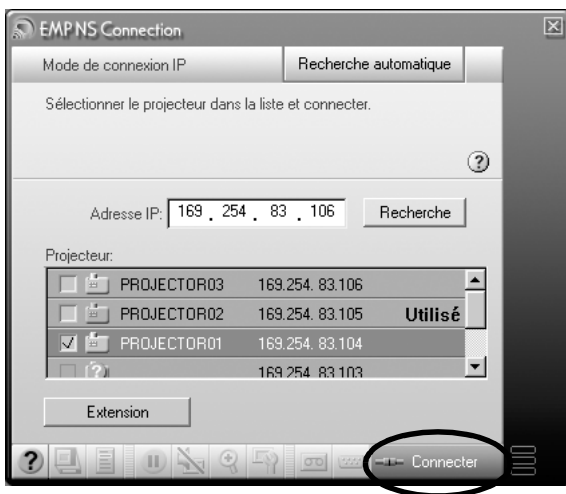 EMP NS Connection
Mode de connexion IP
Recherche automatique
Sélectionner le projecteur dans la liste et connecter.
?
Adresse IP: 169 . 254 . 83 . 106 Recherche
Projecteur:
PROJECTOR03 169.254. 83.106
PROJECTOR02 169.254. 83.105 Utilisé
PROJECTOR01 169.254. 83.104
? 169.254. 83.103
Extension
? Connecter